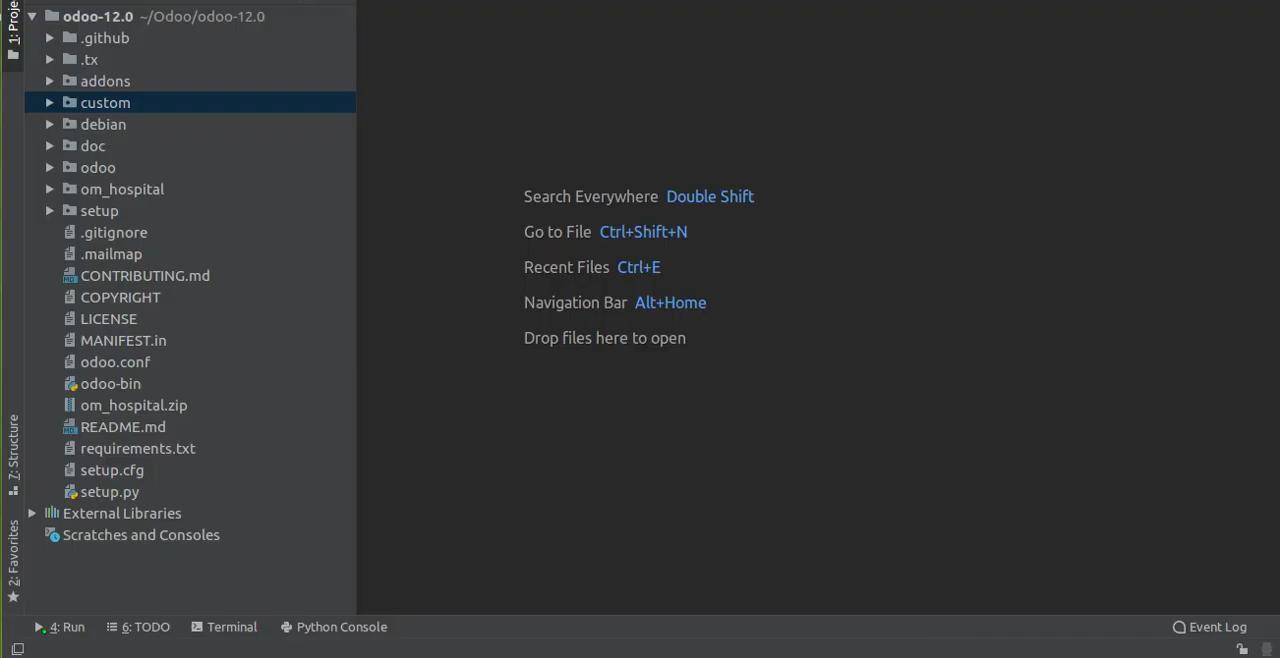 1: Proje
odoo-12.0 ~/Odoo/odoo-12.0
.github
.tx
addons
custom
debian
doc
odoo
om_hospital
setup
.gitignore
.mailmap
CONTRIBUTING.md
COPYRIGHT
LICENSE
MANIFEST.in
odoo.conf
odoo-bin
om_hospital.zip
README.md
requirements.txt
setup.cfg
setup.py
External Libraries
Scratches and Consoles
7: Structure
2: Favorites
Search Everywhere Double Shift
Go to File Ctrl+Shift+N
Recent Files Ctrl+E
Navigation Bar Alt+Home
Drop files here to open
4: Run 6: TODO Terminal Python Console Event Log